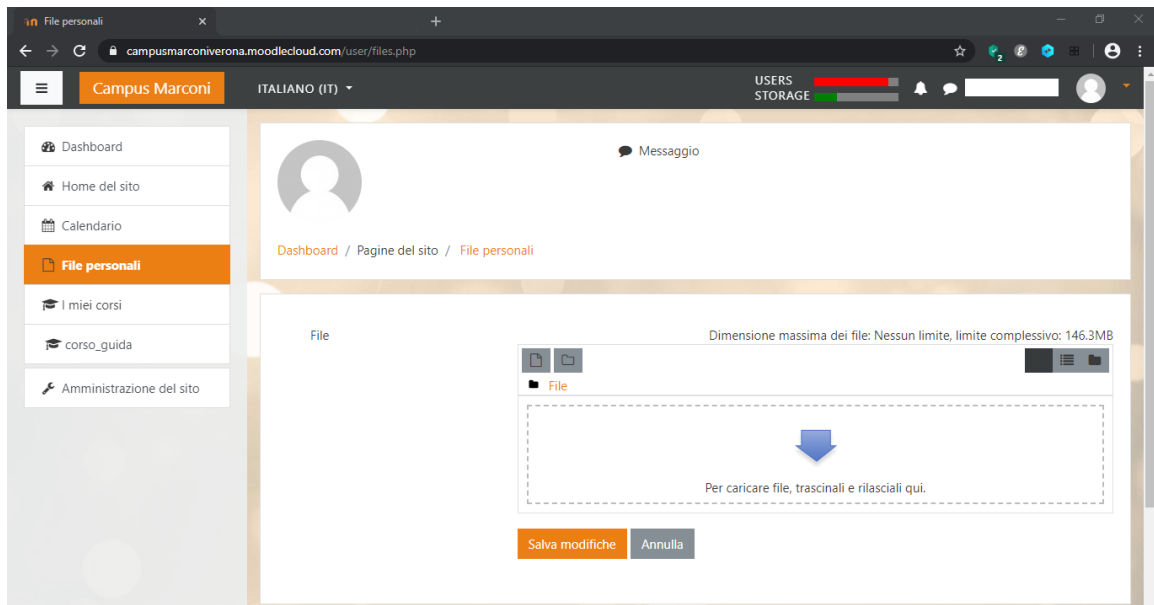 File personali
campusmarconiverona.moodlecloud.com/user/files.php
2
Campus Marconi
ITALIANO (IT)
USERS
STORAGE
Dashboard
Home del sito
Calendario
File personali
I miei corsi
corso_guida
Amministrazione del sito
Messaggio
Dashboard / Pagine del sito / File personali
File
Dimensione massima dei file: Nessun limite, limite complessivo: 146.3MB
File
Per caricare file, trascinali e rilasciali qui.
Salva modifiche
Annulla